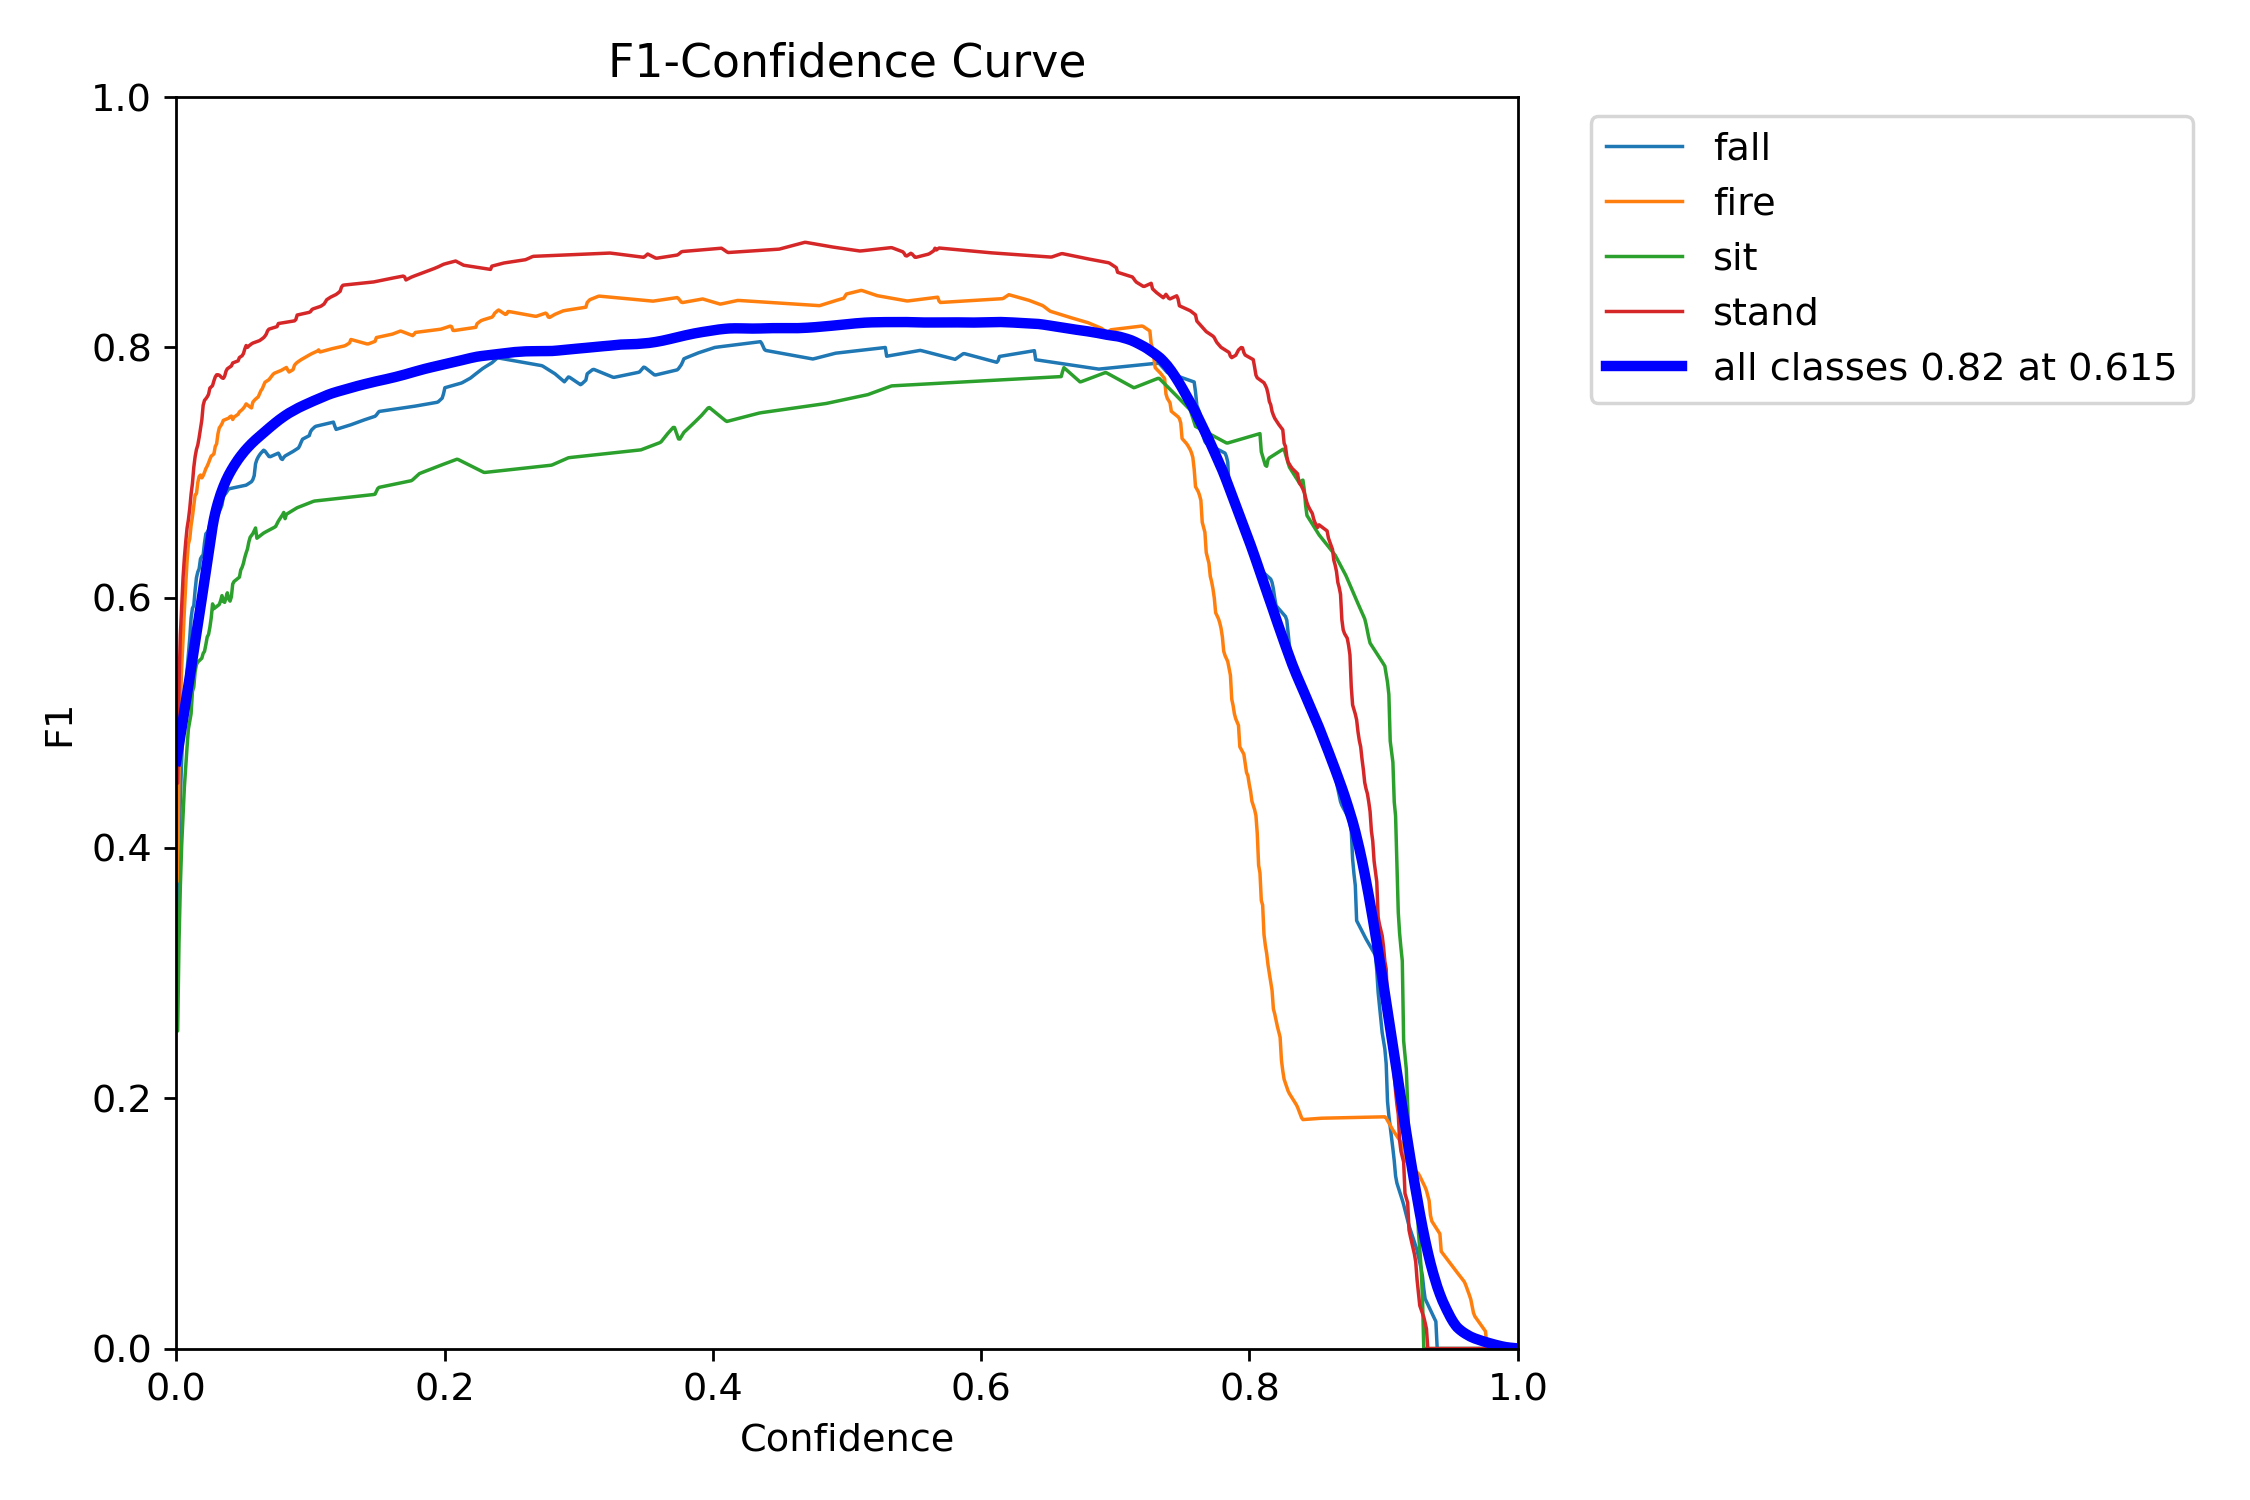 F1-Confidence Curve
1.0
0.8
0.6
0.4
0.2
0.0
F1
0.0 0.2 0.4 0.6 0.8 1.0
Confidence
fall
fire
sit
stand
all classes 0.82 at 0.615